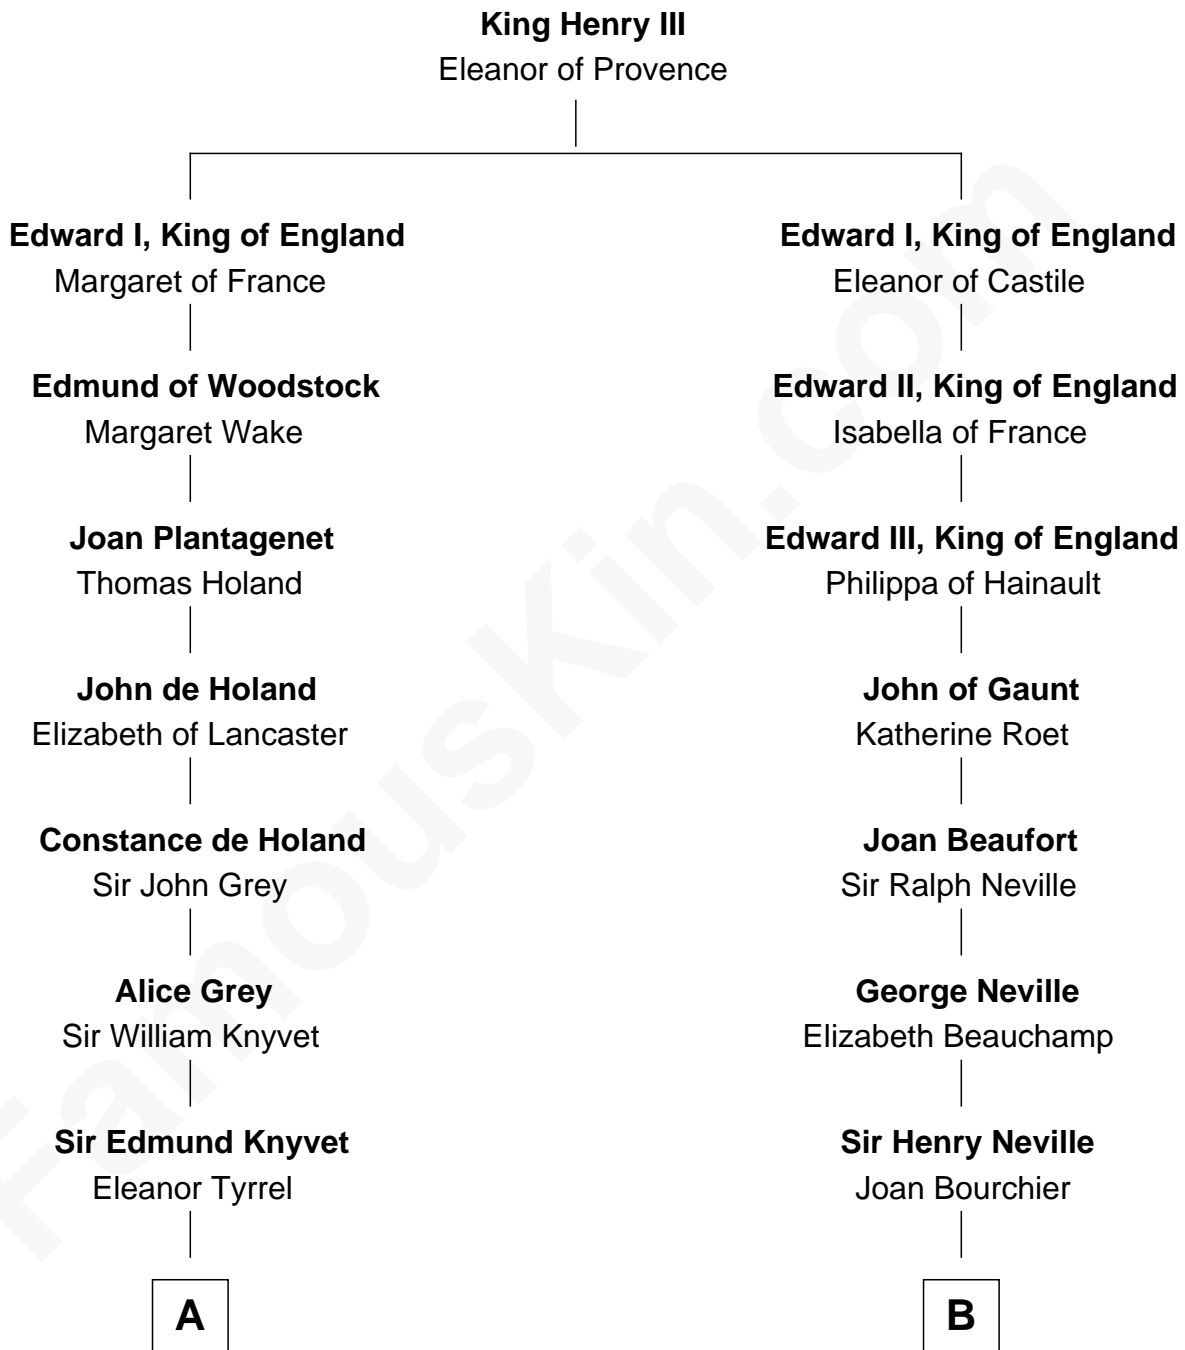 King Henry III
Eleanor of Provence
Edward I, King of England
Margaret of France
Edward I, King of England
Eleanor of Castile
Edmund of Woodstock
Margaret Wake
Edward II, King of England
Isabella of France
Joan Plantagenet
Thomas Holand
Edward III, King of England
Philippa of Hainault
John de Holand
Elizabeth of Lancaster
John of Gaunt
Katherine Roet
Constance de Holand
Sir John Grey
Joan Beaufort
Sir Ralph Neville
Alice Grey
Sir William Knyvet
George Neville
Elizabeth Beauchamp
Sir Edmund Knyvet
Eleanor Tyrrel
Sir Henry Neville
Joan Bourchier
A
B
FamousKin.com